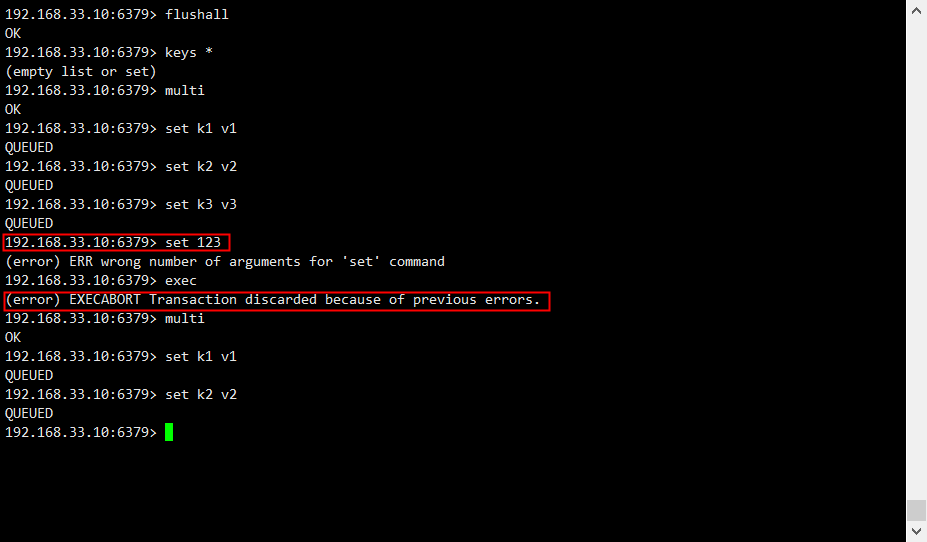 192.168.33.10:6379> flushall
OK
192.168.33.10:6379> keys *
(empty list or set)
192.168.33.10:6379> multi
OK
192.168.33.10:6379> set k1 v1
QUEUED
192.168.33.10:6379> set k2 v2
QUEUED
192.168.33.10:6379> set k3 v3
QUEUED
192.168.33.10:6379> set 123
(error) ERR wrong number of arguments for 'set' command
192.168.33.10:6379> exec
(error) EXECABORT Transaction discarded because of previous errors.
192.168.33.10:6379> multi
OK
192.168.33.10:6379> set k1 v1
QUEUED
192.168.33.10:6379> set k2 v2
QUEUED
192.168.33.10:6379>